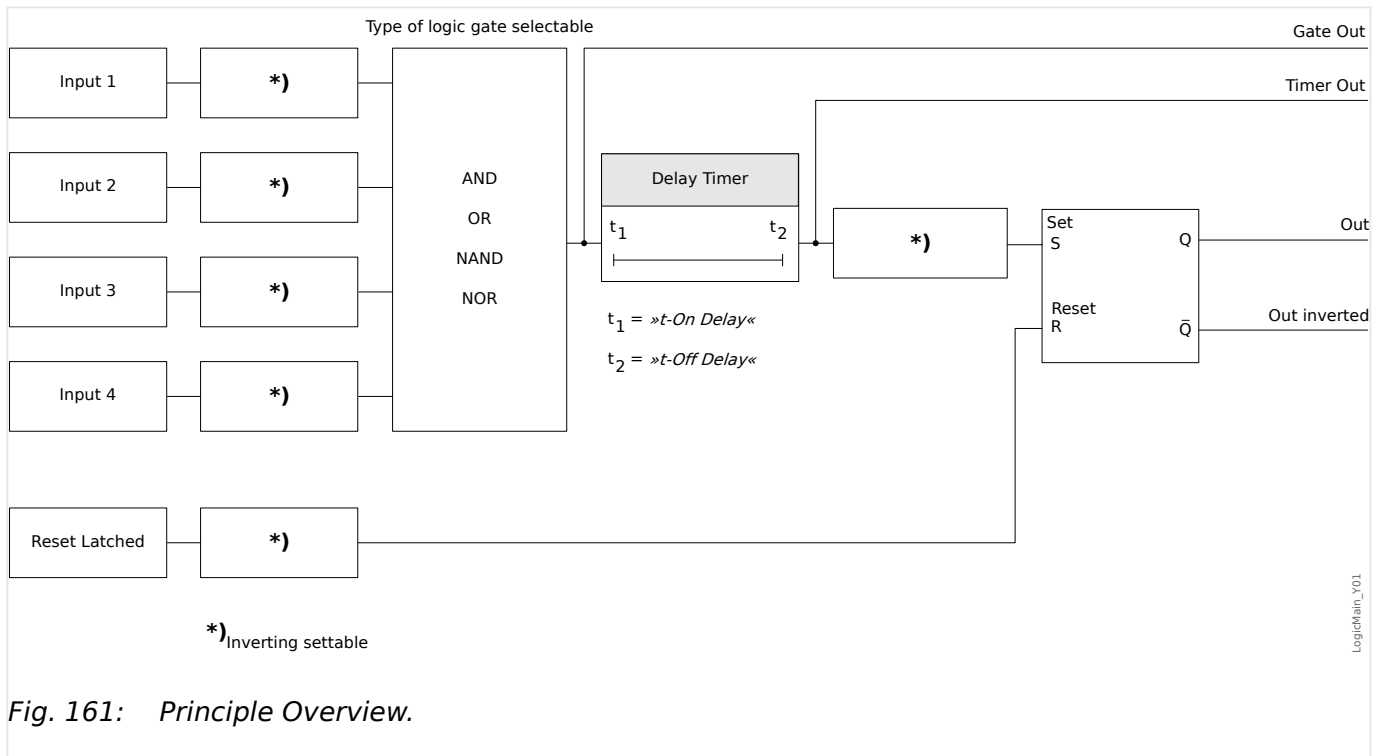 Type of logic gate selectable
Gate Out
Timer Out
Input 1
*)
Input 2
*)
Input 3
*)
Input 4
*)
AND
OR
NAND
NOR
Delay Timer
t1
t2
t1 = »t-On Delay«
t2 = »t-Off Delay«
*)
Set
S
Q
Reset
R
Q̅
Out
Out inverted
Reset Latched
*)
*) Inverting settable
LogicMain_Y01
Fig. 161: Principle Overview.